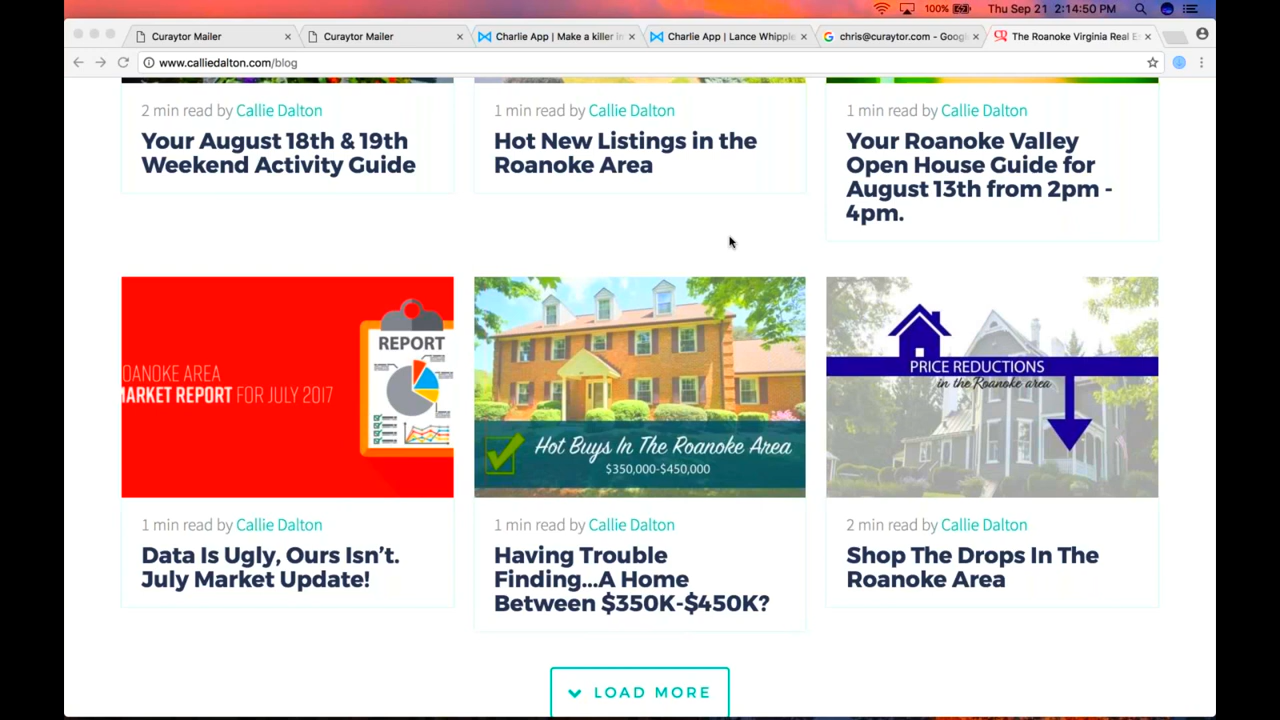 100%
Thu Sep 21 2:14:50 PM
Curaytor Mailer
Curaytor Mailer
Charlie App | Make a killer in
Charlie App | Lance Whipple
chris@curaytor.com - Goog
The Roanoke Virginia Real Es
www.calliedalton.com/blog
2 min read by Callie Dalton
Your August 18th & 19th
Weekend Activity Guide
1 min read by Callie Dalton
Hot New Listings in the
Roanoke Area
1 min read by Callie Dalton
Your Roanoke Valley
Open House Guide for
August 13th from 2pm -
4pm.
OANOKE AREA
MARKET REPORT FOR JULY 2017
REPORT
1 min read by Callie Dalton
Data Is Ugly, Ours Isn’t.
July Market Update!
Hot Buys In The Roanoke Area
$350,000-$450,000
1 min read by Callie Dalton
Having Trouble
Finding...A Home
Between $350K-$450K?
PRICE REDUCTIONS
in the Roanoke area
2 min read by Callie Dalton
Shop The Drops In The
Roanoke Area
LOAD MORE